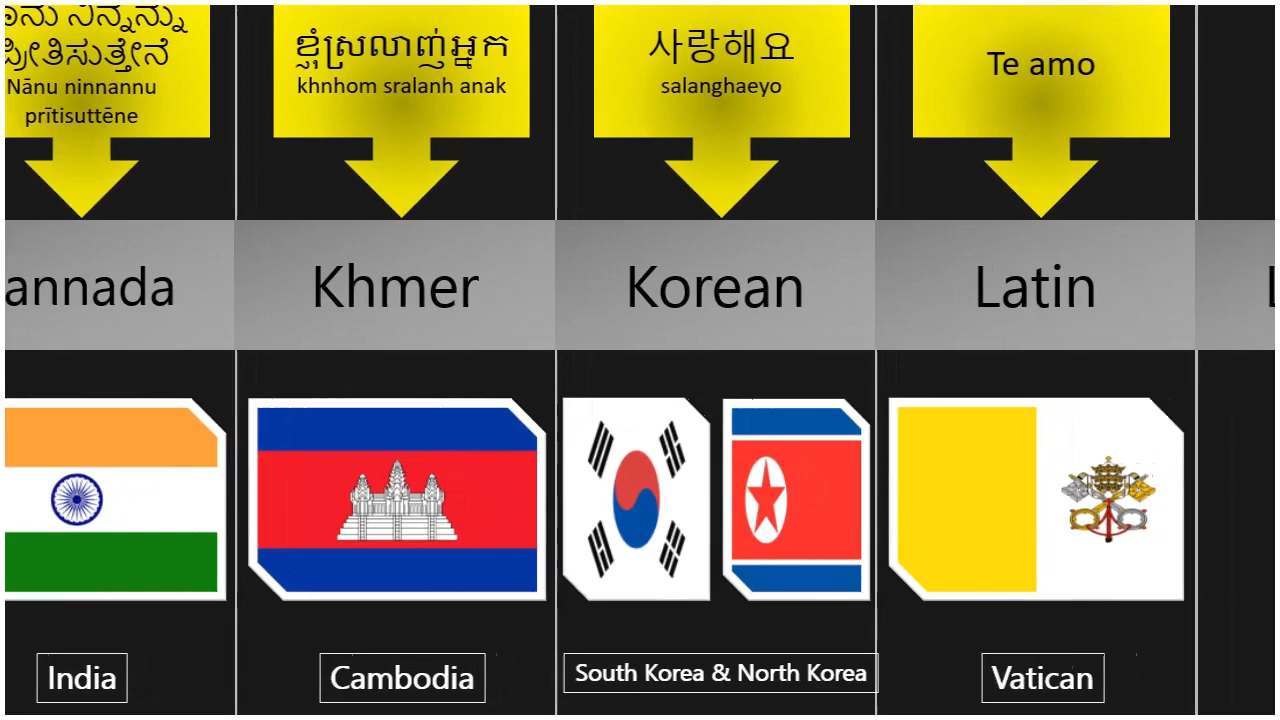 ಪ್ರೀತಿಸುತ್ತೇನೆ
Nānu ninnannu
prītisuttēne
ខ្ញុំស្រលាញ់អ្នក
khnhom sralanh anak
사랑해요
salanghaeyo
Te amo
annada
Khmer
Korean
Latin
India
Cambodia
South Korea & North Korea
Vatican